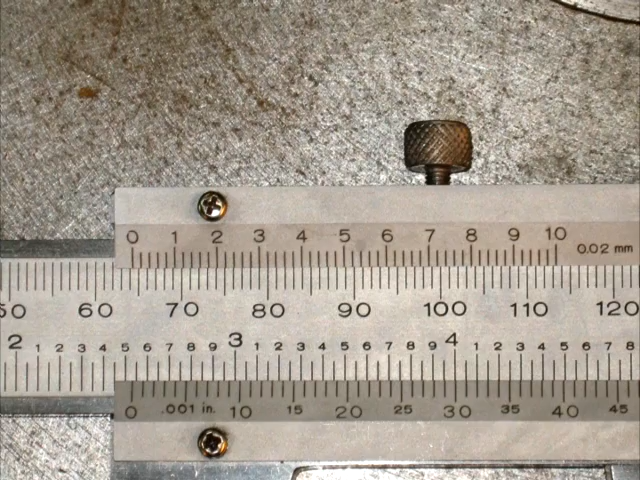 0 1 2 3 4 5 6 7 8 9 10 0.02 mm
50 60 70 80 90 100 110 120
2 1 2 3 4 5 6 7 8 9 3 1 2 3 4 5 6 7 8 9 4 1 2 3 4 5 6 7 8
0 .001 in. 10 15 20 25 30 35 40 45